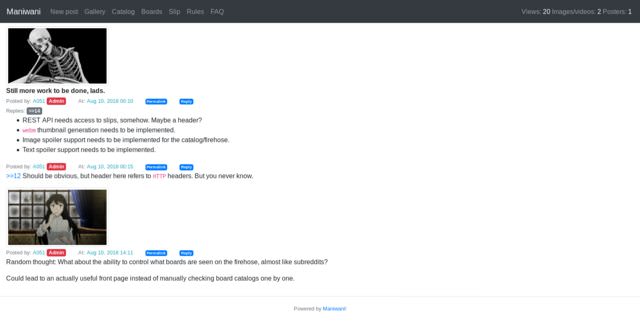 Maniwani New post Gallery Catalog Boards Slip Rules FAQ Views: 20 Images/videos: 2 Posters: 1
Still more work to be done, lads.
Posted by: A051 Admin At: Aug 10, 2018 00:10 Permalink Reply
Replies: >>14
REST API needs access to slips, somehow. Maybe a header?
webm thumbnail generation needs to be implemented.
Image spoiler support needs to be implemented for the catalog/firehose.
Text spoiler support needs to be implemented.
Posted by: A051 Admin At: Aug 10, 2018 00:15 Permalink Reply
>>12 Should be obvious, but header here refers to HTTP headers. But you never know.
Posted by: A051 Admin At: Aug 10, 2018 14:11 Permalink Reply
Random thought: What about the ability to control what boards are seen on the firehose, almost like subreddits?
Could lead to an actually useful front page instead of manually checking board catalogs one by one.
Powered by Maniwani!